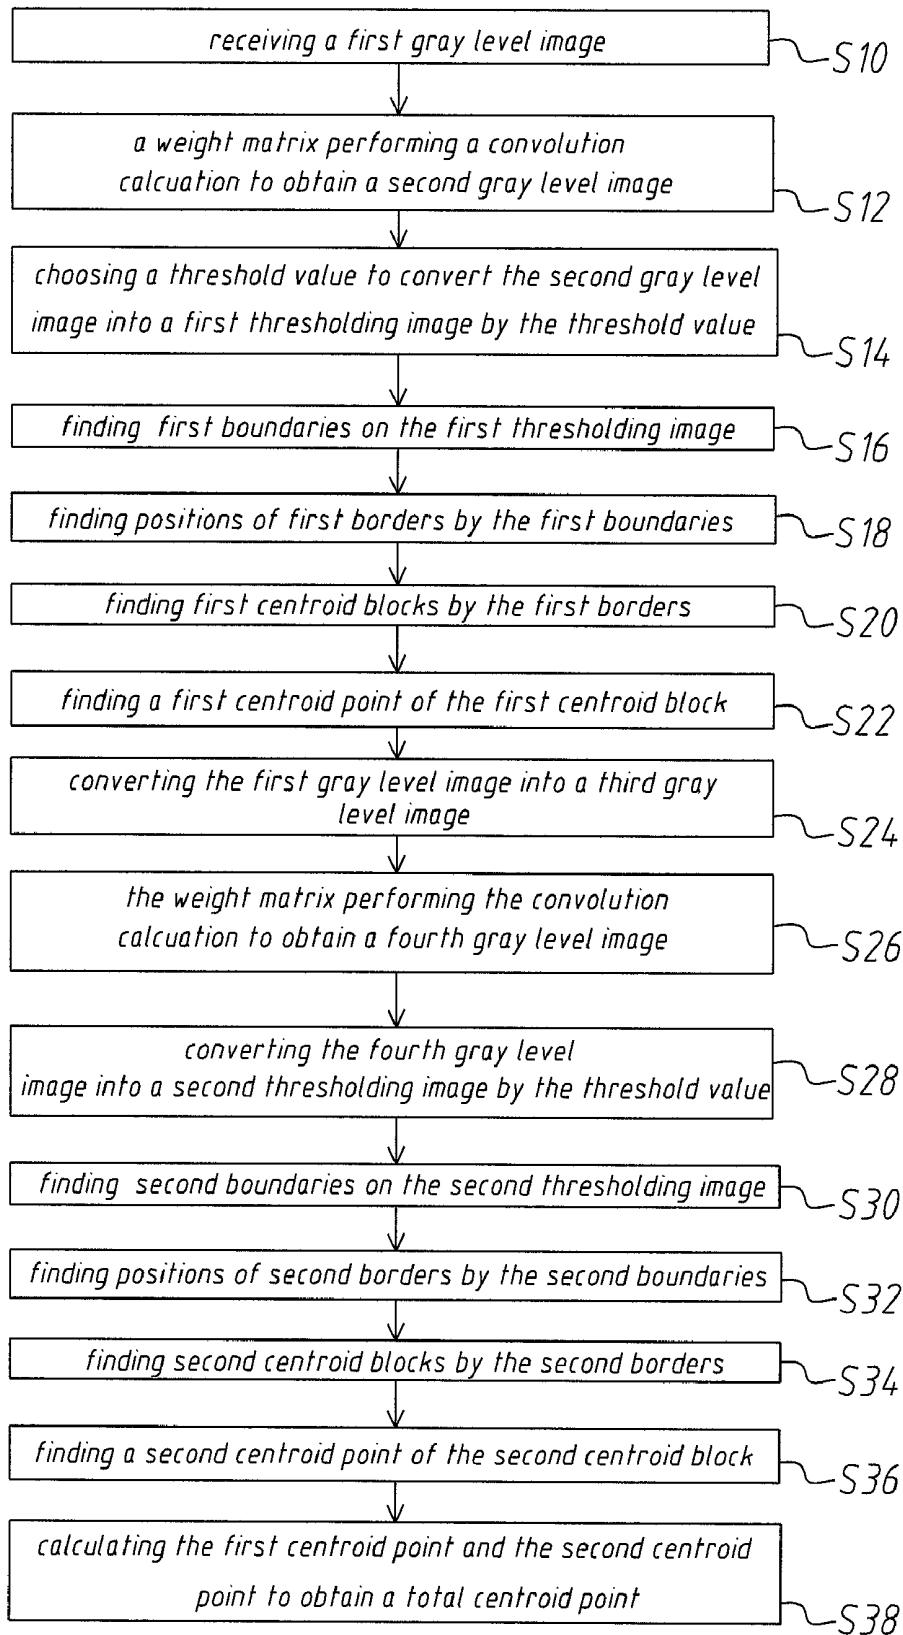 receiving a first gray level image
S10
a weight matrix performing a convolution
calcuation to obtain a second gray level image
S12
choosing a threshold value to convert the second gray level
image into a first thresholding image by the threshold value
S14
finding first boundaries on the first thresholding image
S16
finding positions of first borders by the first boundaries
S18
finding first centroid blocks by the first borders
S20
finding a first centroid point of the first centroid block
S22
converting the first gray level image into a third gray
level image
S24
the weight matrix performing the convolution
calcuation to obtain a fourth gray level image
S26
converting the fourth gray level
image into a second thresholding image by the threshold value
S28
finding second boundaries on the second thresholding image
S30
finding positions of second borders by the second boundaries
S32
finding second centroid blocks by the second borders
S34
finding a second centroid point of the second centroid block
S36
calculating the first centroid point and the second centroid
point to obtain a total centroid point
S38